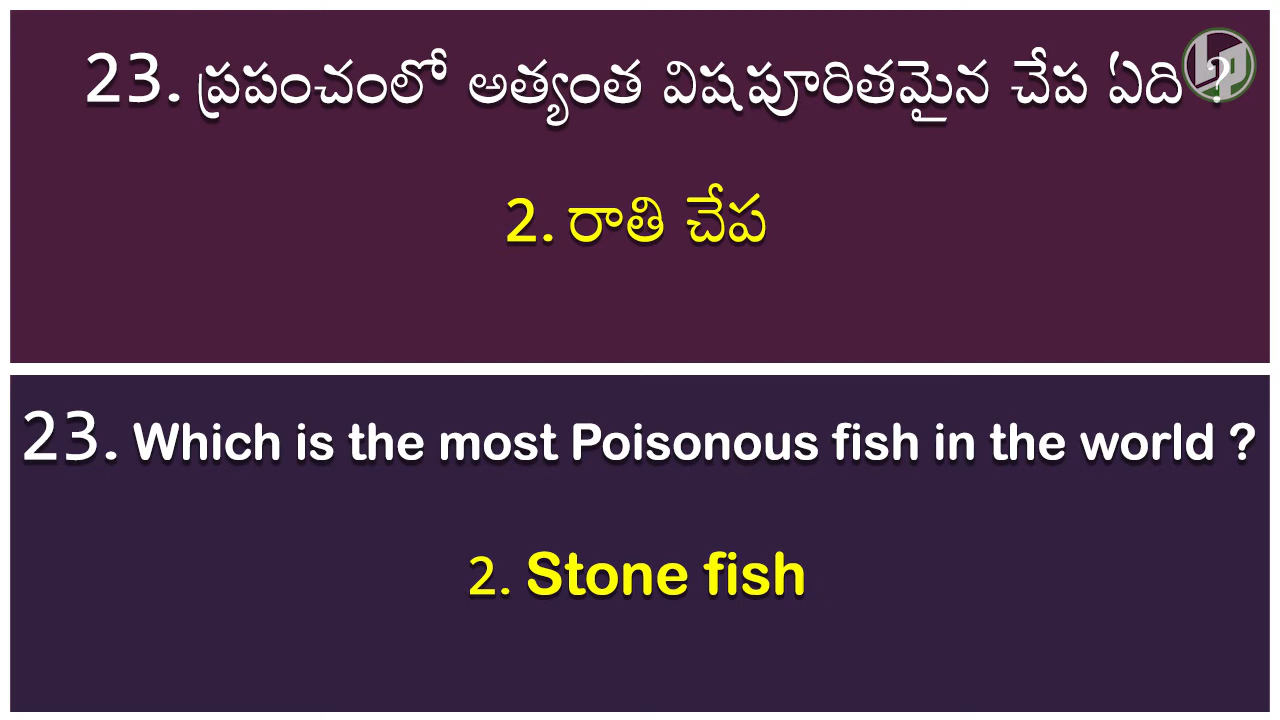 23. ప్రపంచంలో అత్యంత విషపూరితమైన చేప ఏది ?
2. రాతి చేప
23. Which is the most Poisonous fish in the world ?
2. Stone fish